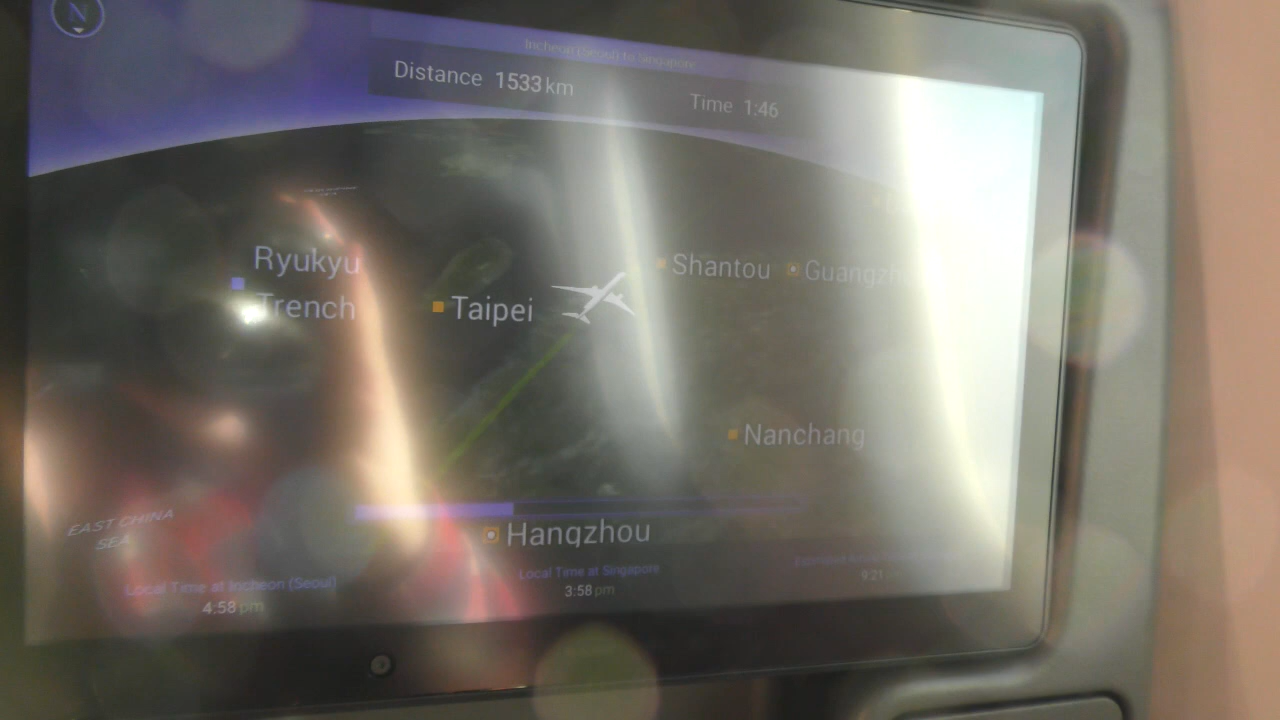 N
Incheon (Seoul) to Singapore
Distance 1533 km
Time 1:46
Ryukyu
Trench
Taipei
Shantou
Nanchang
Hangzhou
EAST CHINA
SEA
Local Time at Incheon (Seoul)
4:58 pm
Local Time at Singapore
3:58 pm
9:21